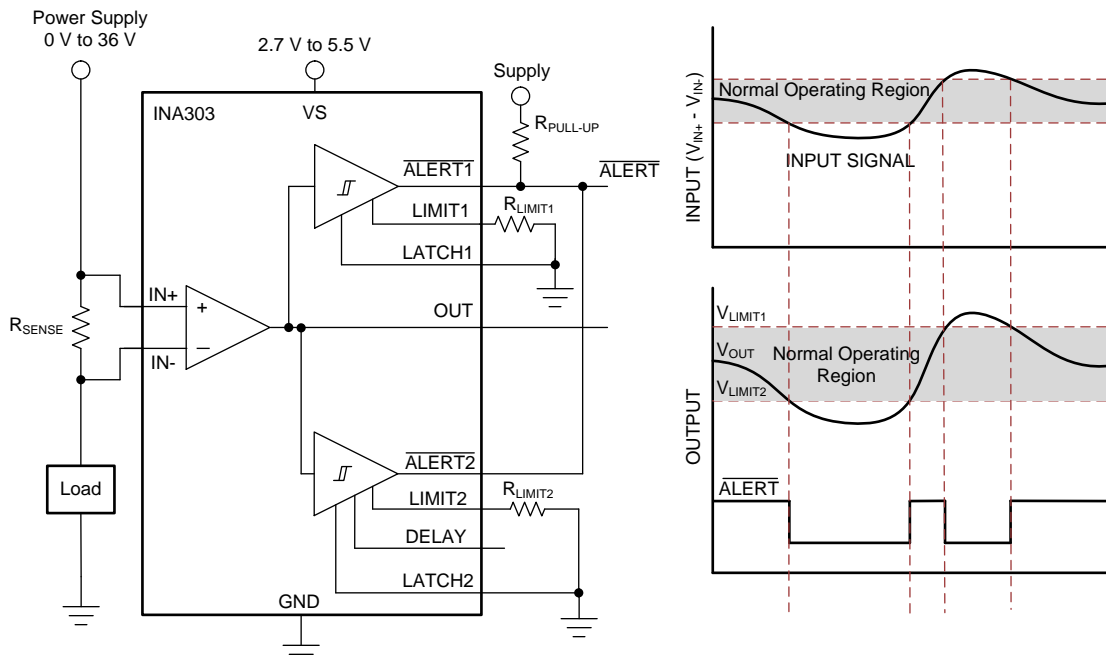 Power Supply
0 V to 36 V
2.7 V to 5.5 V
Supply
INA303
VS
R_PULL-UP
ALERT1
ALERT
LIMIT1
R_LIMIT1
LATCH1
IN+
+
R_SENSE
OUT
IN-
−
ALERT2
LIMIT2
R_LIMIT2
Load
DELAY
LATCH2
GND
INPUT (V_IN+ - V_IN-)
Normal Operating Region
INPUT SIGNAL
OUTPUT
V_LIMIT1
V_OUT
Normal Operating
Region
V_LIMIT2
ALERT